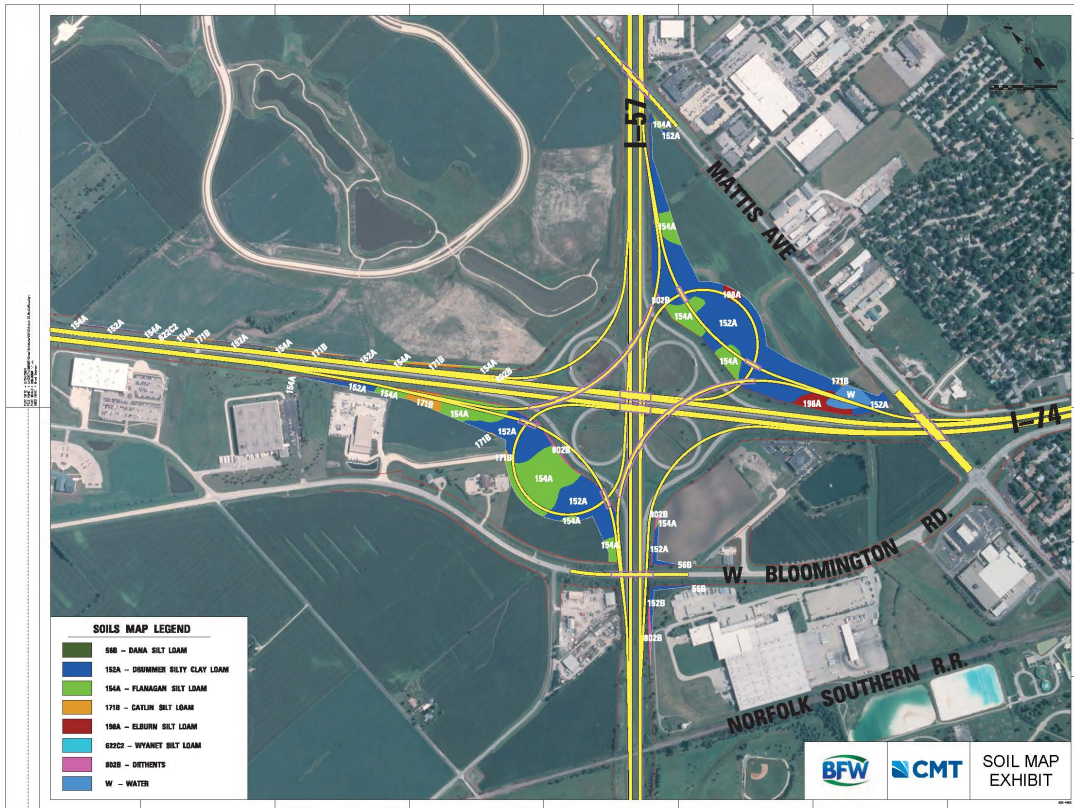 I-57
154A
152A
MATTIS AVE
154A
198A
802B
154A
152A
154A
154A
152A
154A
622C2
154A
171B
152A
154A
171B
152A
154A
171B
154A
802B
154A
152A
154A
171B
154A
171B
W
198A
152A
I-74
152A
171B
171B
802B
154A
152A
154A
154A
802B
154A
152A
56B
W. BLOOMINGTON RD.
56B
152B
802B
NORFOLK SOUTHERN R.R.
SOILS MAP LEGEND
56B - DANA SILT LOAM
152A - DRUMMER SILTY CLAY LOAM
154A - FLANAGAN SILT LOAM
171B - CATLIN SILT LOAM
198A - ELBURN SILT LOAM
622C2 - WYANET SILT LOAM
802B - ORTHENTS
W - WATER
BFW
CMT
SOIL MAP
EXHIBIT